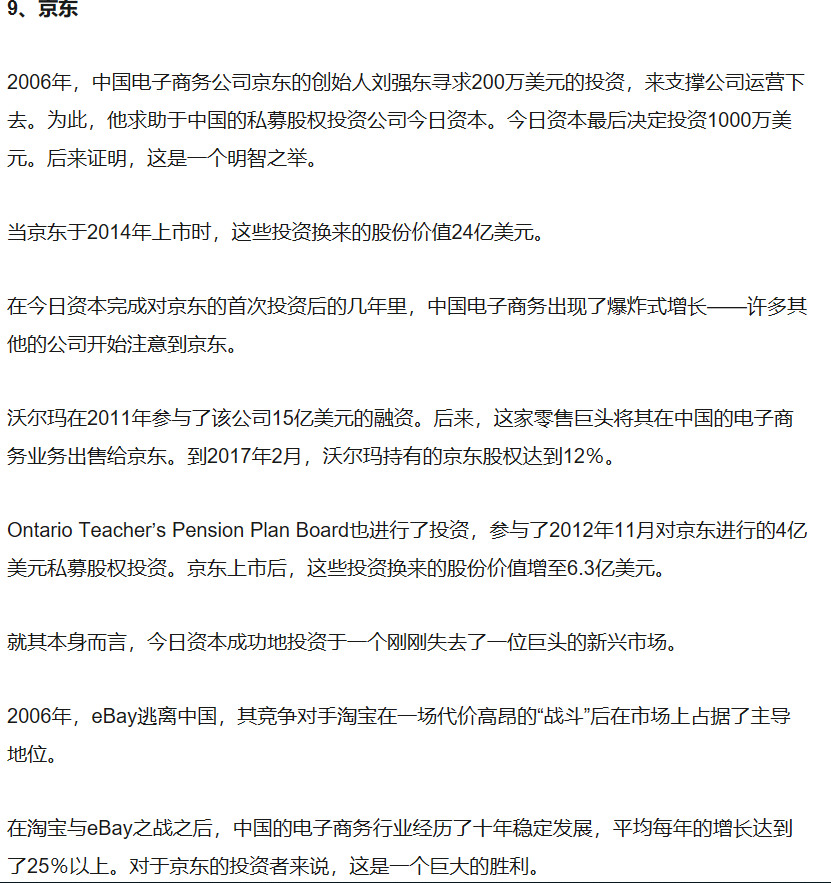 9、京东
2006年，中国电子商务公司京东的创始人刘强东寻求200万美元的投资，来支撑公司运营下
去。为此，他求助于中国的私募股权投资公司今日资本。今日资本最后决定投资1000万美
元。后来证明，这是一个明智之举。
当京东于2014年上市时，这些投资换来的股份价值24亿美元。
在今日资本完成对京东的首次投资后的几年里，中国电子商务出现了爆炸式增长——许多其
他的公司开始注意到京东。
沃尔玛在2011年参与了该公司15亿美元的融资。后来，这家零售巨头将其在中国的电子商
务业务出售给京东。到2017年2月，沃尔玛持有的京东股权达到12%。
Ontario Teacher’s Pension Plan Board也进行了投资，参与了2012年11月对京东进行的4亿
美元私募股权投资。京东上市后，这些投资换来的股份价值增至6.3亿美元。
就其本身而言，今日资本成功地投资于一个刚刚失去了一位巨头的新兴市场。
2006年，eBay逃离中国，其竞争对手淘宝在一场代价高昂的“战斗”后在市场上占据了主导
地位。
在淘宝与eBay之战之后，中国的电子商务行业经历了十年稳定发展，平均每年的增长达到
了25%以上。对于京东的投资者来说，这是一个巨大的胜利。